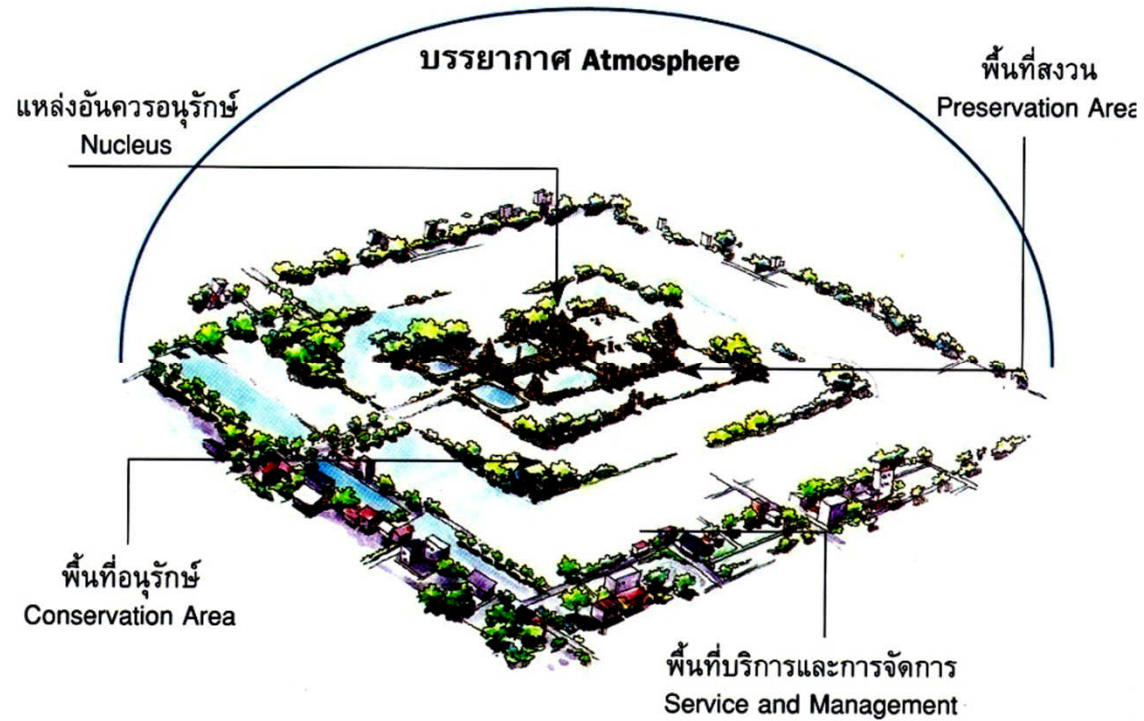 บรรยากาศ Atmosphere
พื้นที่สงวน
Preservation Area
แหล่งอันควรอนุรักษ์
Nucleus
พื้นที่อนุรักษ์
Conservation Area
พื้นที่บริการและการจัดการ
Service and Management